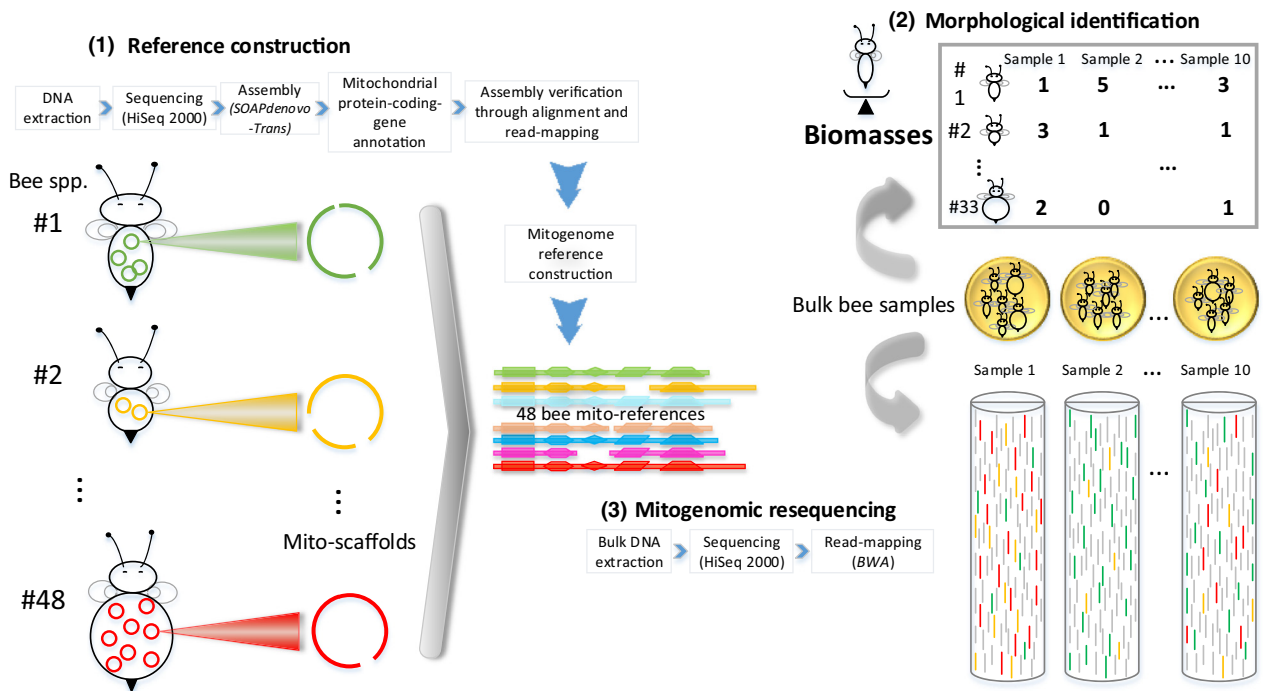 (1) Reference construction
DNA
extraction
Sequencing
(HiSeq 2000)
Assembly
(SOAPdenovo
-Trans)
Mitochondrial
protein-coding-
gene
annotation
Assembly verification
through alignment and
read-mapping
Bee spp.
#1
#2
⋮
#48
⋮
Mito-scaffolds
Mitogenome
reference
construction
48 bee mito-references
(2) Morphological identification
Biomasses
Sample 1 Sample 2 ... Sample 10
#
1 1 5 ... 3
#2 3 1 1
⋮ ...
#33 2 0 1
Bulk bee samples
...
Sample 1 Sample 2 ... Sample 10
...
(3) Mitogenomic resequencing
Bulk DNA
extraction
Sequencing
(HiSeq 2000)
Read-mapping
(BWA)